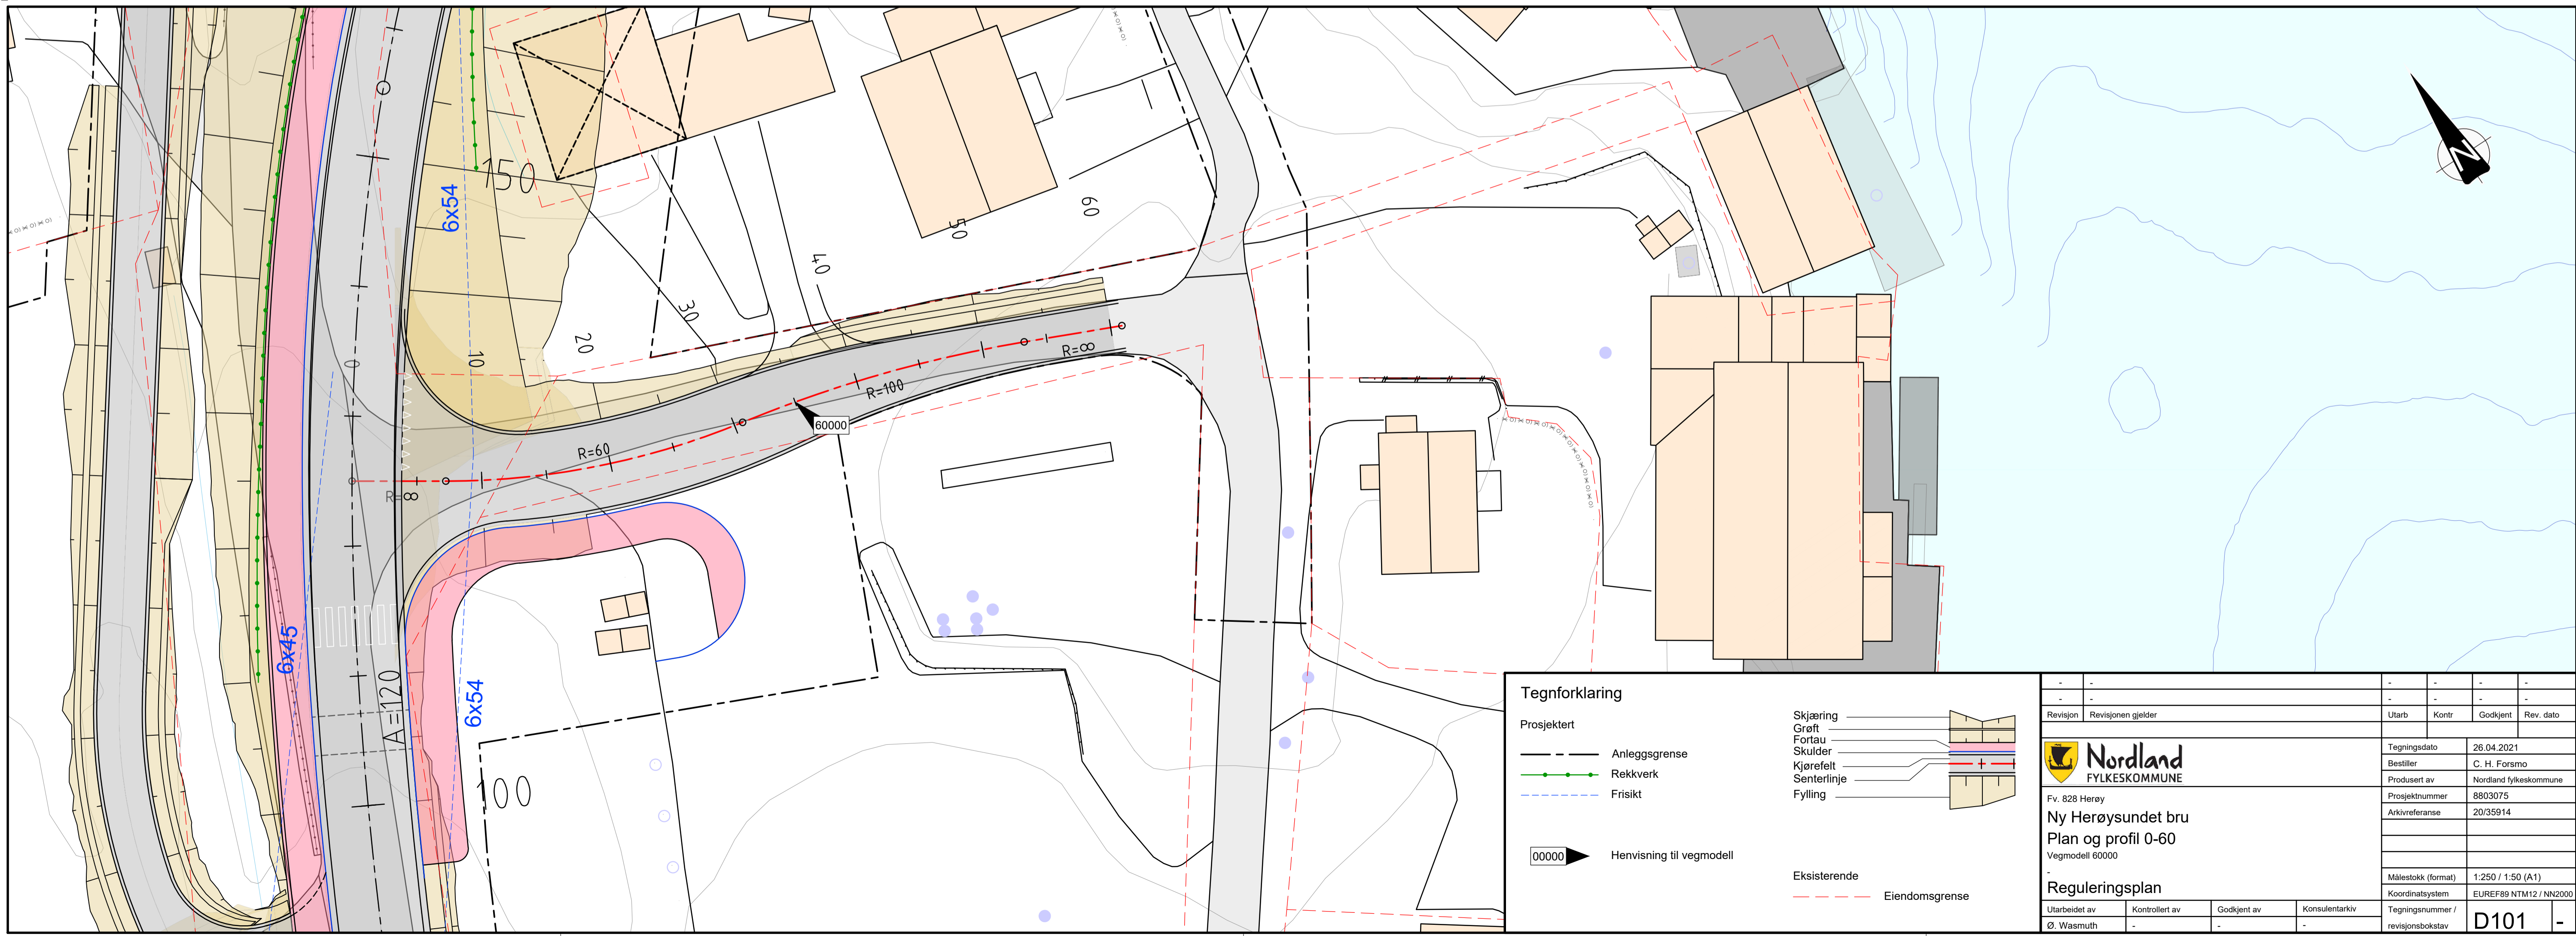 150
6x54
60
50
40
30
20
10
0
R=∞
R=100
60000
R=60
R=∞
6x45
A=120
6x54
100
N
Tegnforklaring
Prosjektert
Anleggsgrense
Rekkverk
Frisikt
00000
Henvisning til vegmodell
Skjæring
Grøft
Fortau
Skulder
Kjørefelt
Senterlinje
Fylling
Eksisterende
Eiendomsgrense
- - - - - -
- - - - - -
Revisjon Revisjonen gjelder Utarb Kontr Godkjent Rev. dato
Nordland
FYLKESKOMMUNE
Tegningsdato 26.04.2021
Bestiller C. H. Forsmo
Produsert av Nordland fylkeskommune
Prosjektnummer 8803075
Arkivreferanse 20/35914
Fv. 828 Herøy
Ny Herøysundet bru
Plan og profil 0-60
Vegmodell 60000
-
Reguleringsplan
Målestokk (format) 1:250 / 1:50 (A1)
Koordinatsystem EUREF89 NTM12 / NN2000
Utarbeidet av Kontrollert av Godkjent av Konsulentarkiv
Ø. Wasmuth - - -
Tegningsnummer /
revisjonsbokstav
D101 -